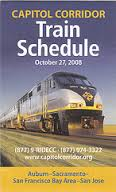 CAPITOL CORRIDOR
Train
Schedule
October 27, 2008
(877) 9-RIDECC · (877) 974-3322
www.capitolcorridor.org
Auburn–Sacramento–
San Francisco Bay Area–San Jose